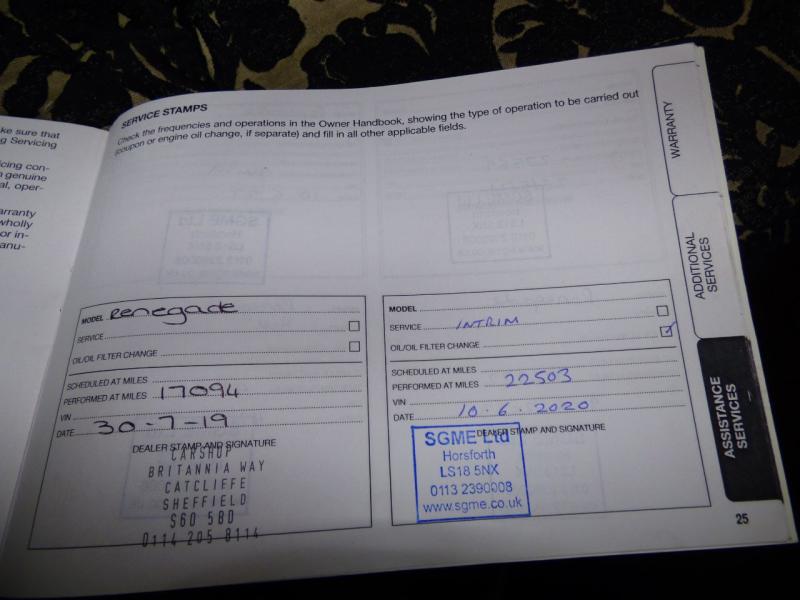 ke sure that
g Servicing
icing con-
genuine
al, oper-
arranty
wholly
or in-
anu-
SERVICE STAMPS
Check the frequencies and operations in the Owner Handbook, showing the type of operation to be carried out
(coupon or engine oil change, if separate) and fill in all other applicable fields.
MODEL Renegade
SERVICE
OIL/OIL FILTER CHANGE
SCHEDULED AT MILES
PERFORMED AT MILES 17094
VIN
DATE 30-7-19
DEALER STAMP AND SIGNATURE
CARSHOP
BRITANNIA WAY
CATCLIFFE
SHEFFIELD
S60 5BD
0114 205 8114
MODEL
SERVICE INTRIM
OIL/OIL FILTER CHANGE
SCHEDULED AT MILES
PERFORMED AT MILES 22503
VIN
DATE 10.6.2020
DEALER STAMP AND SIGNATURE
SGME Ltd
Horsforth
LS18 5NX
0113 2390008
www.sgme.co.uk
WARRANTY
ADDITIONAL
SERVICES
ASSISTANCE
SERVICES
25